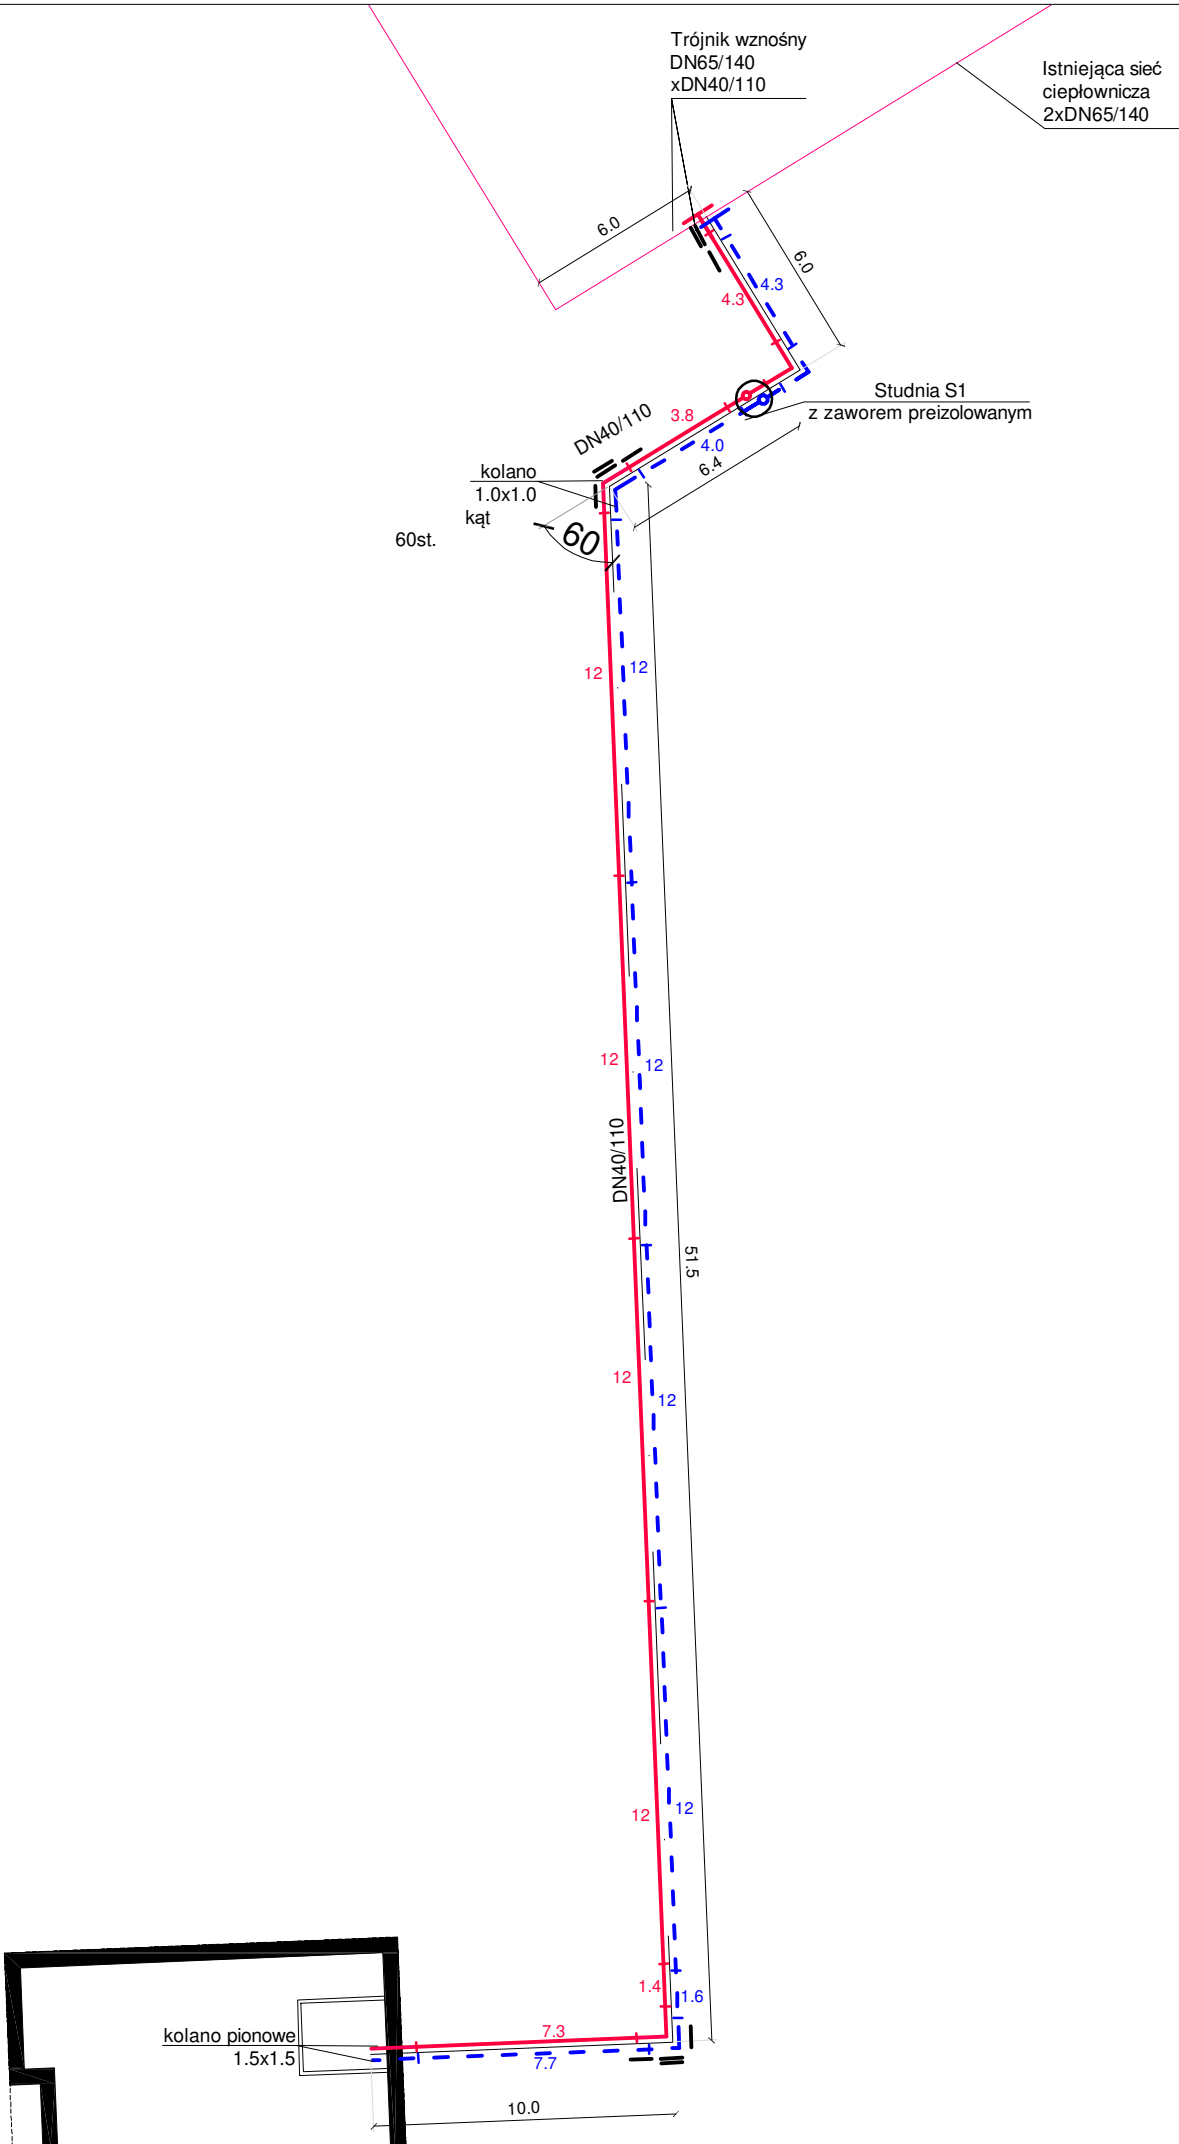 Trójnik wznośny
DN65/140
xDN40/110
Istniejąca sieć
ciepłownicza
2xDN65/140
6.0
6.0
4.3
4.3
Studnia S1
z zaworem preizolowanym
3.8
4.0
6.4
DN40/110
kolano
1.0x1.0
kąt
60st.
60
12
12
12
12
DN40/110
51.5
12
12
12
12
1.4
1.6
kolano pionowe
1.5x1.5
7.3
7.7
10.0